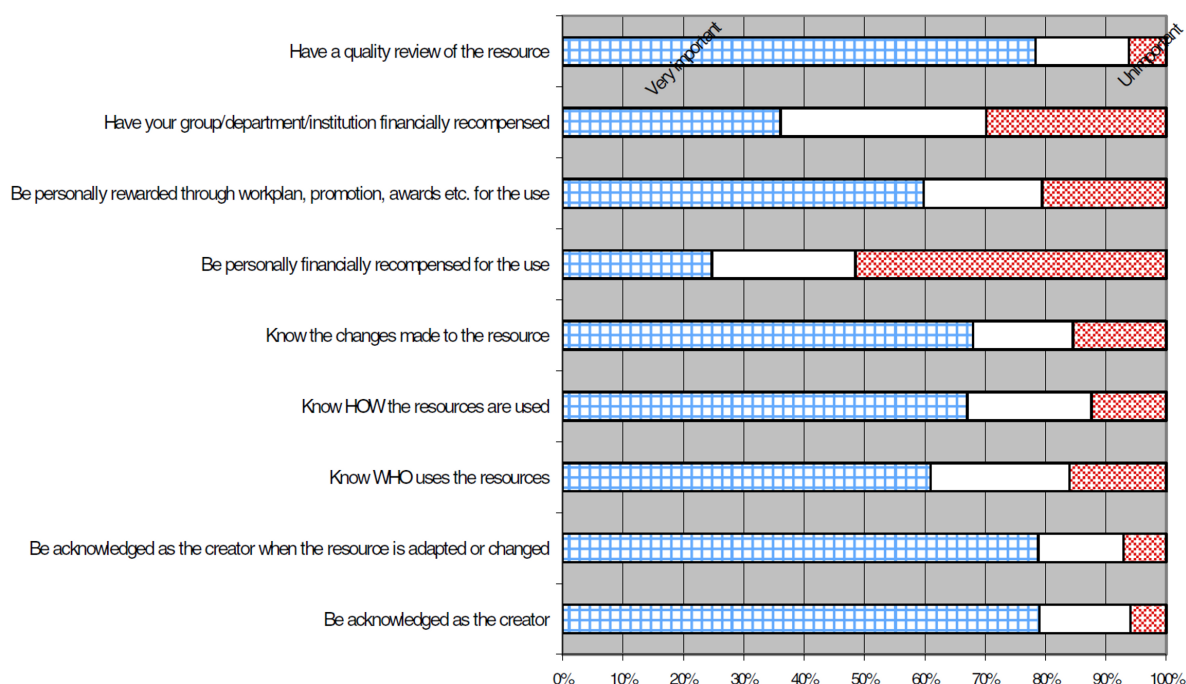 Have a quality review of the resource
Very important
Unimportant
Have your group/department/institution financially recompensed
Be personally rewarded through workplan, promotion, awards etc. for the use
Be personally financially recompensed for the use
Know the changes made to the resource
Know HOW the resources are used
Know WHO uses the resources
Be acknowledged as the creator when the resource is adapted or changed
Be acknowledged as the creator
0% 10% 20% 30% 40% 50% 60% 70% 80% 90% 100%